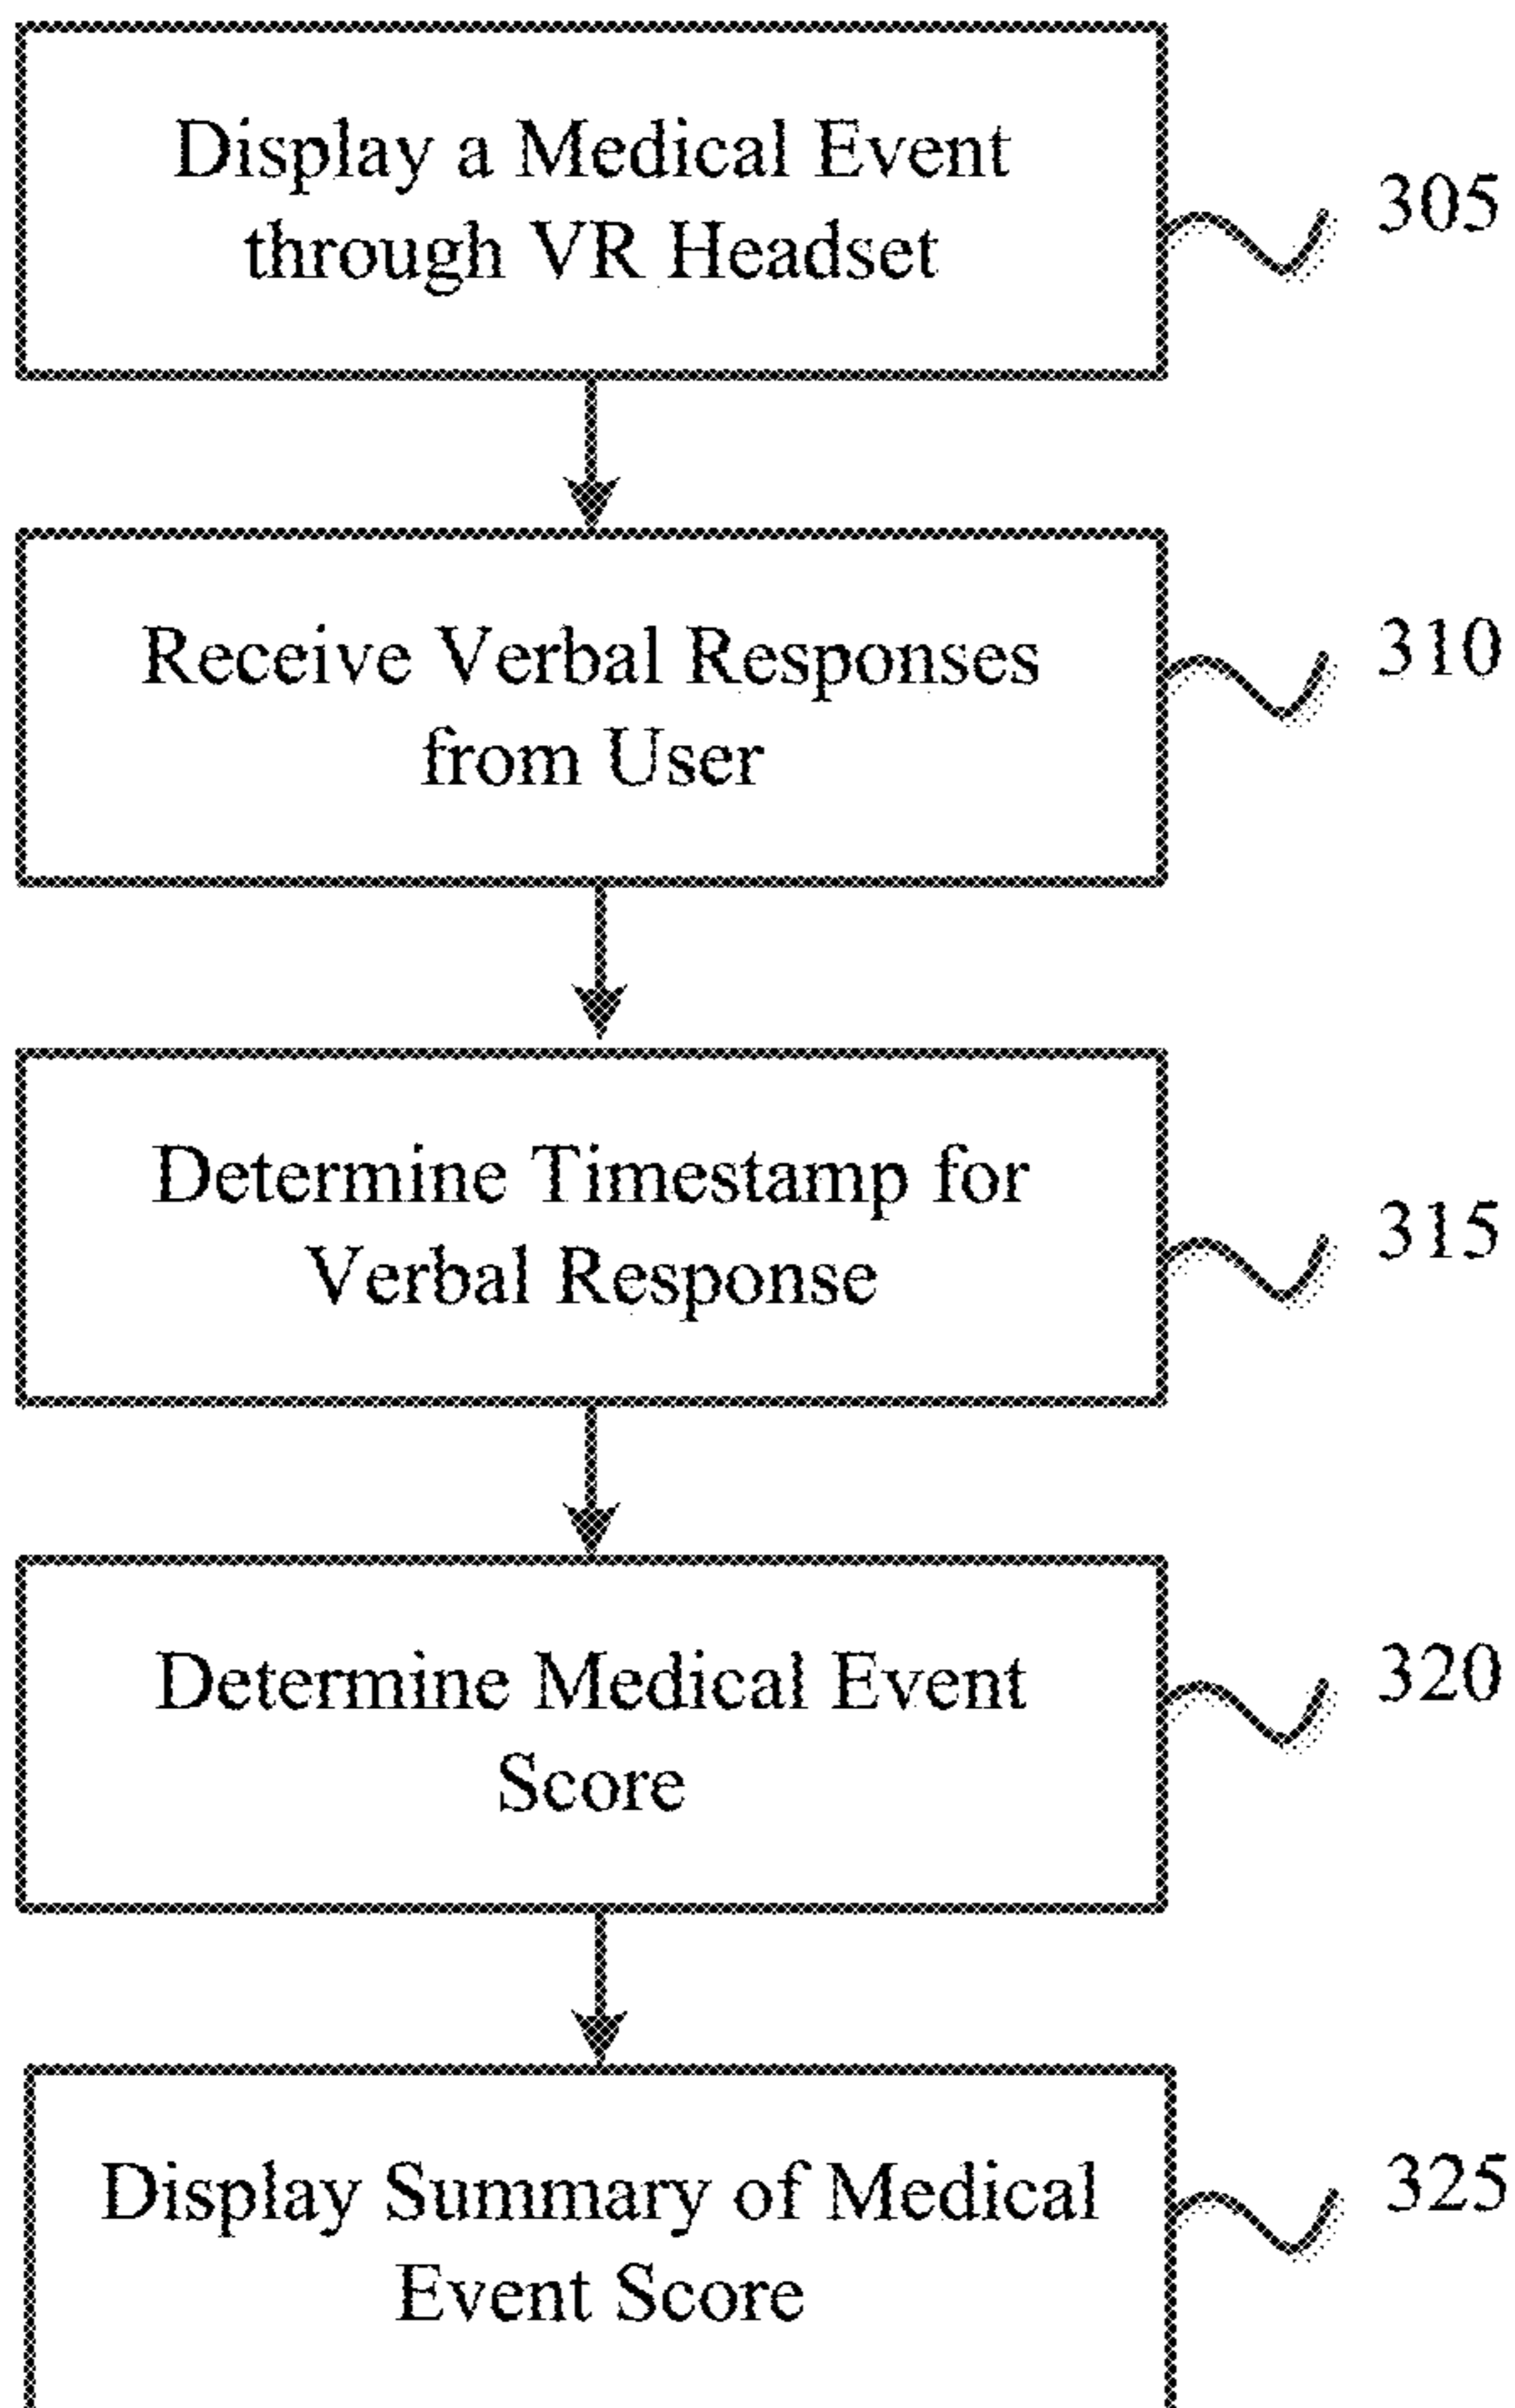 Display a Medical Event
through VR Headset
305
Receive Verbal Responses
from User
310
Determine Timestamp for
Verbal Response
315
Determine Medical Event
Score
320
Display Summary of Medical
Event Score
325